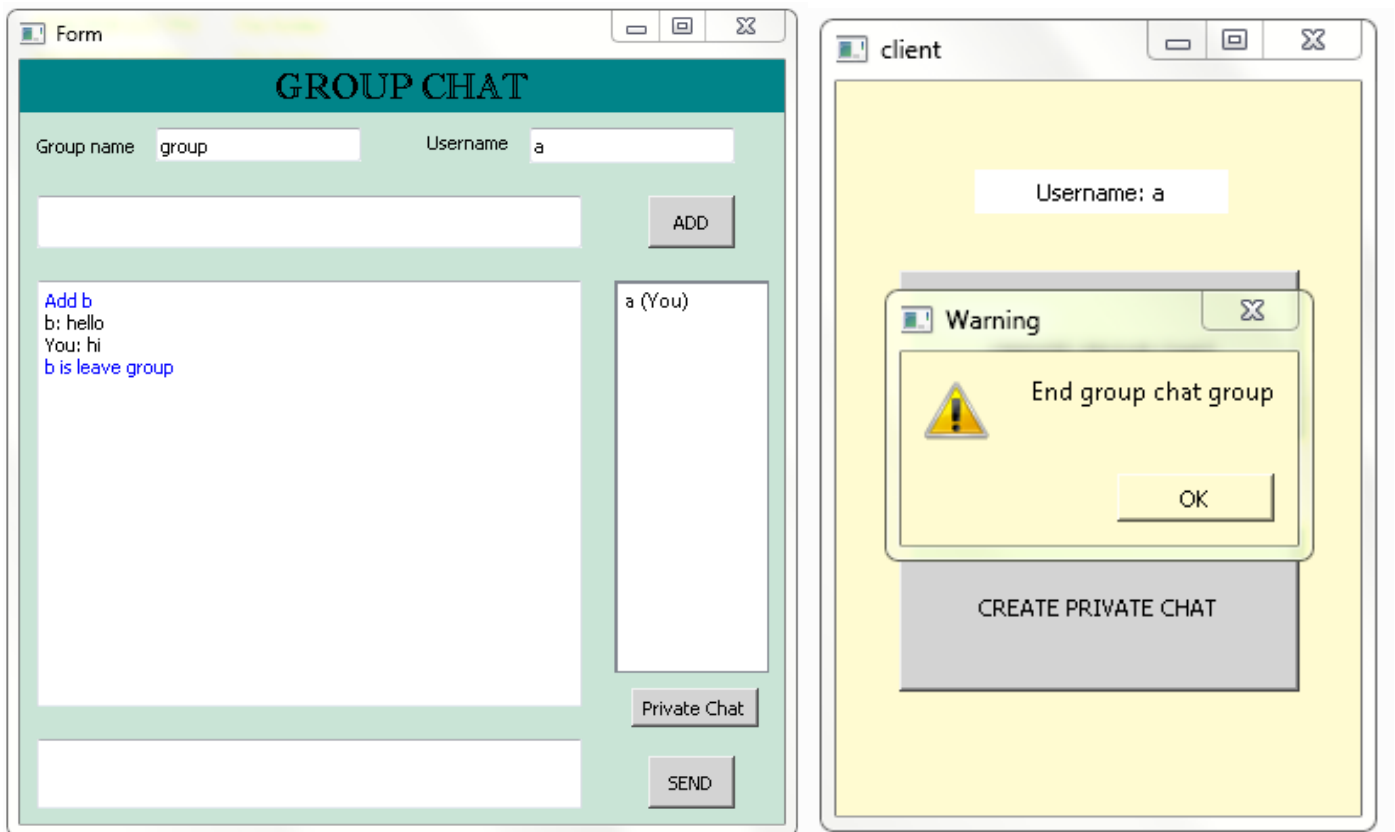 Form
GROUP CHAT
Group name group Username a
ADD
Add b
b: hello
You: hi
b is leave group
a (You)
Private Chat
SEND
client
Username: a
Warning
End group chat group
OK
CREATE PRIVATE CHAT